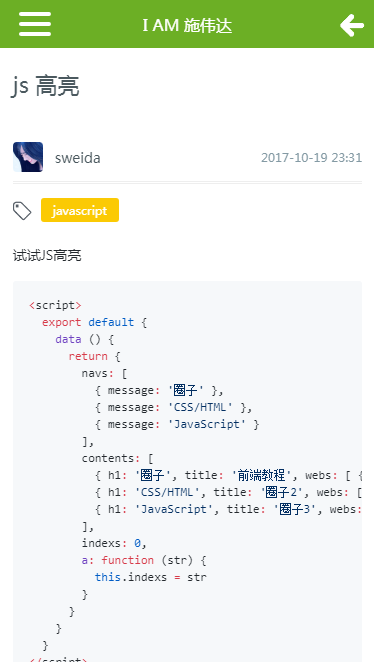 I AM 施伟达
js 高亮
sweida 2017-10-19 23:31
javascript
试试JS高亮
<script>
  export default {
    data () {
      return {
        navs: [
          { message: '圈子' },
          { message: 'CSS/HTML' },
          { message: 'JavaScript' }
        ],
        contents: [
          { h1: '圈子', title: '前端教程', webs: [ {
          { h1: 'CSS/HTML', title: '圈子2', webs: [
          { h1: 'JavaScript', title: '圈子3', webs:
        ],
        indexs: 0,
        a: function (str) {
          this.indexs = str
        }
      }
    }
  }
</script>